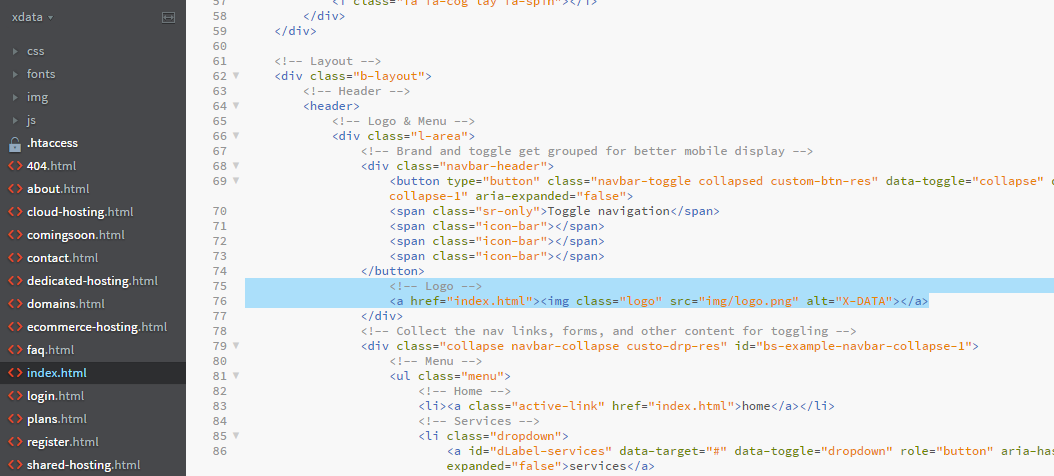 xdata
css
fonts
img
js
.htaccess
404.html
about.html
cloud-hosting.html
comingsoon.html
contact.html
dedicated-hosting.html
domains.html
ecommerce-hosting.html
faq.html
index.html
login.html
plans.html
register.html
shared-hosting.html
57 <i class="fa fa-cog fa-spin"></i>
58 </div>
59 </div>
60
61 <!-- Layout -->
62 <div class="b-layout">
63 <!-- Header -->
64 <header>
65 <!-- Logo & Menu -->
66 <div class="l-area">
67 <!-- Brand and toggle get grouped for better mobile display -->
68 <div class="navbar-header">
69 <button type="button" class="navbar-toggle collapsed custom-btn-res" data-toggle="collapse"
collapse-1" aria-expanded="false">
70 <span class="sr-only">Toggle navigation</span>
71 <span class="icon-bar"></span>
72 <span class="icon-bar"></span>
73 <span class="icon-bar"></span>
74 </button>
75 <!-- Logo -->
76 <a href="index.html"><img class="logo" src="img/logo.png" alt="X-DATA"></a>
77 </div>
78 <!-- Collect the nav links, forms, and other content for toggling -->
79 <div class="collapse navbar-collapse custo-drp-res" id="bs-example-navbar-collapse-1">
80 <!-- Menu -->
81 <ul class="menu">
82 <!-- Home -->
83 <li><a class="active-link" href="index.html">home</a></li>
84 <!-- Services -->
85 <li class="dropdown">
86 <a id="dLabel-services" data-target="#" data-toggle="dropdown" role="button" aria-has
expanded="false">services</a>